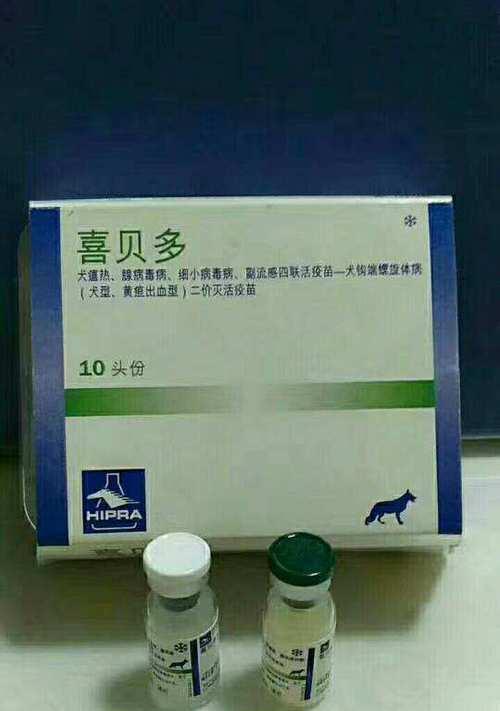 喜贝多
犬瘟热、腺病毒病、细小病毒病、副流感四联活疫苗—犬钩端螺旋体病
（犬型、黄疸出血型）二价灭活疫苗
10 头份
HIPRA